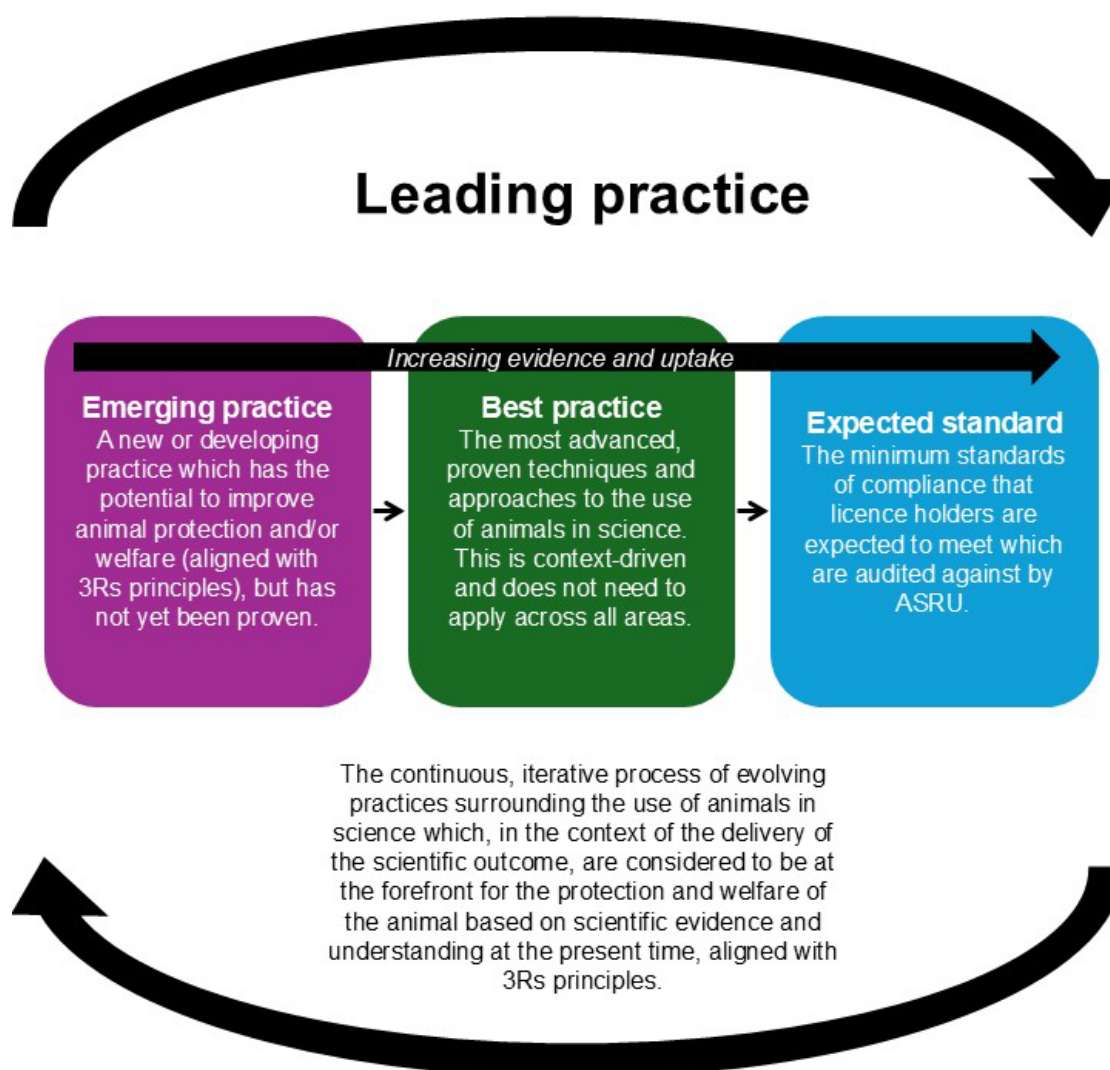 Leading practice
Increasing evidence and uptake
Emerging practice
A new or developing
practice which has the
potential to improve
animal protection and/or
welfare (aligned with
3Rs principles), but has
not yet been proven.
Best practice
The most advanced,
proven techniques and
approaches to the use
of animals in science.
This is context-driven
and does not need to
apply across all areas.
Expected standard
The minimum standards
of compliance that
licence holders are
expected to meet which
are audited against by
ASRU.
The continuous, iterative process of evolving
practices surrounding the use of animals in
science which, in the context of the delivery of
the scientific outcome, are considered to be at
the forefront for the protection and welfare of
the animal based on scientific evidence and
understanding at the present time, aligned with
3Rs principles.